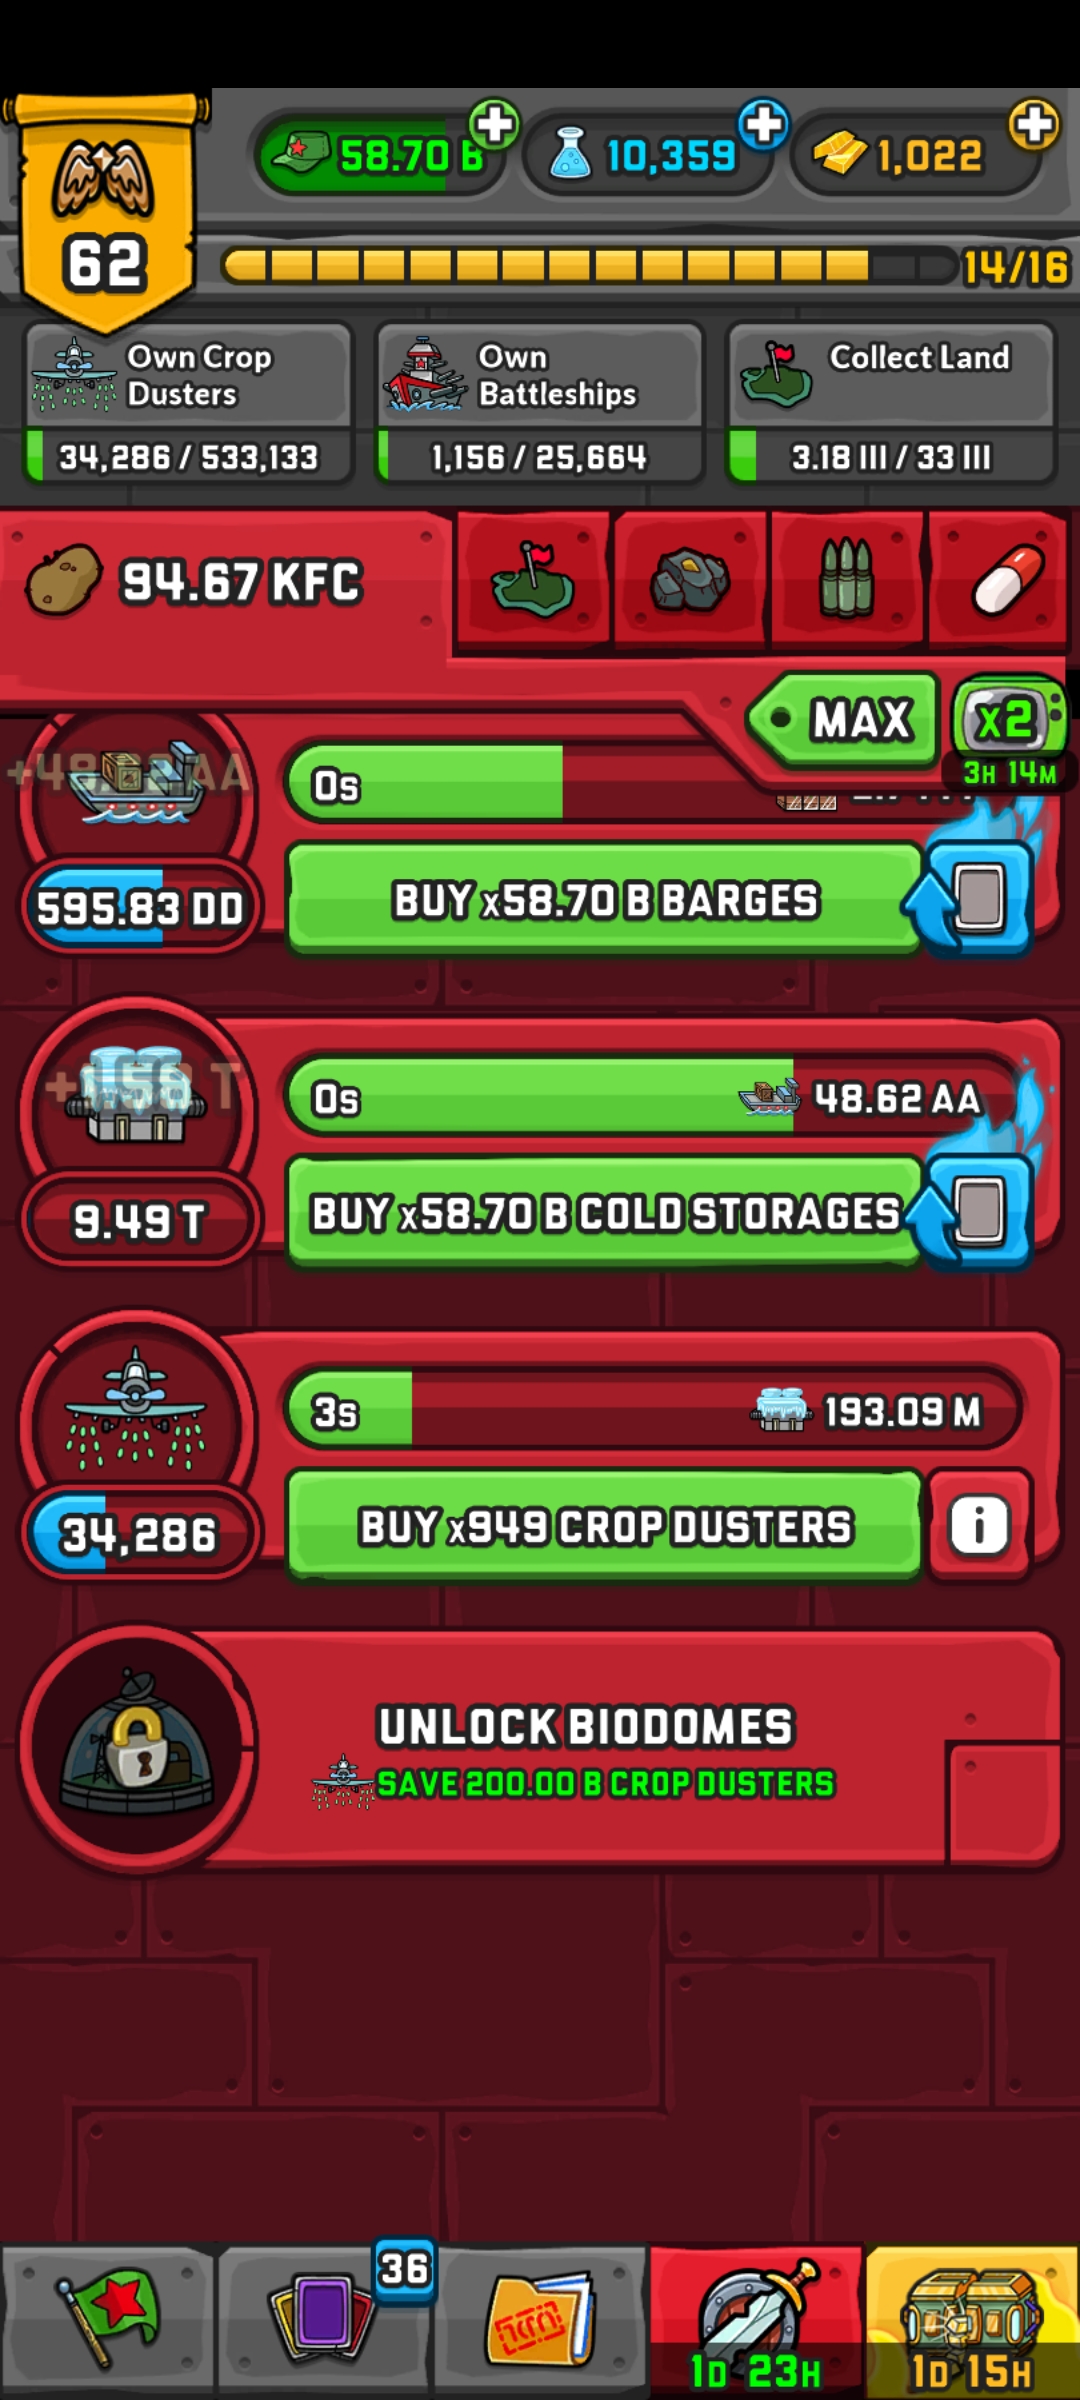 58.70 B
10,359
1,022
62
14/16
Own Crop
Dusters
34,286 / 533,133
Own
Battleships
1,156 / 25,664
Collect Land
3.18 III / 33 III
94.67 KFC
MAX
x2
3H 14M
0s
595.83 DD
BUY x58.70 B BARGES
0s
48.62 AA
9.49 T
BUY x58.70 B COLD STORAGES
3s
193.09 M
34,286
BUY x949 CROP DUSTERS
i
UNLOCK BIODOMES
SAVE 200.00 B CROP DUSTERS
36
1D 23H
1D 15H